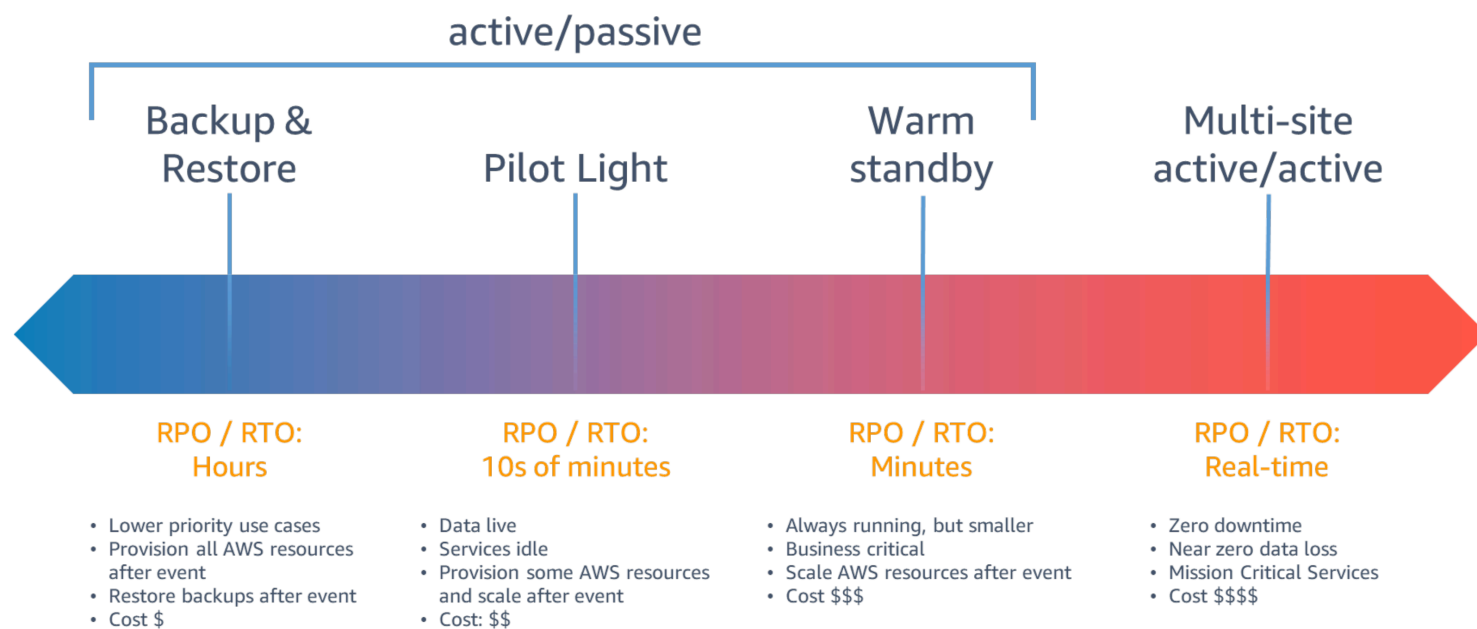 active/passive
Backup &
Restore
Pilot Light
Warm
standby
Multi-site
active/active
RPO / RTO:
Hours
RPO / RTO:
10s of minutes
RPO / RTO:
Minutes
RPO / RTO:
Real-time
• Lower priority use cases
• Provision all AWS resources
after event
• Restore backups after event
• Cost $
• Data live
• Services idle
• Provision some AWS resources
and scale after event
• Cost: $$
• Always running, but smaller
• Business critical
• Scale AWS resources after event
• Cost $$$
• Zero downtime
• Near zero data loss
• Mission Critical Services
• Cost $$$$